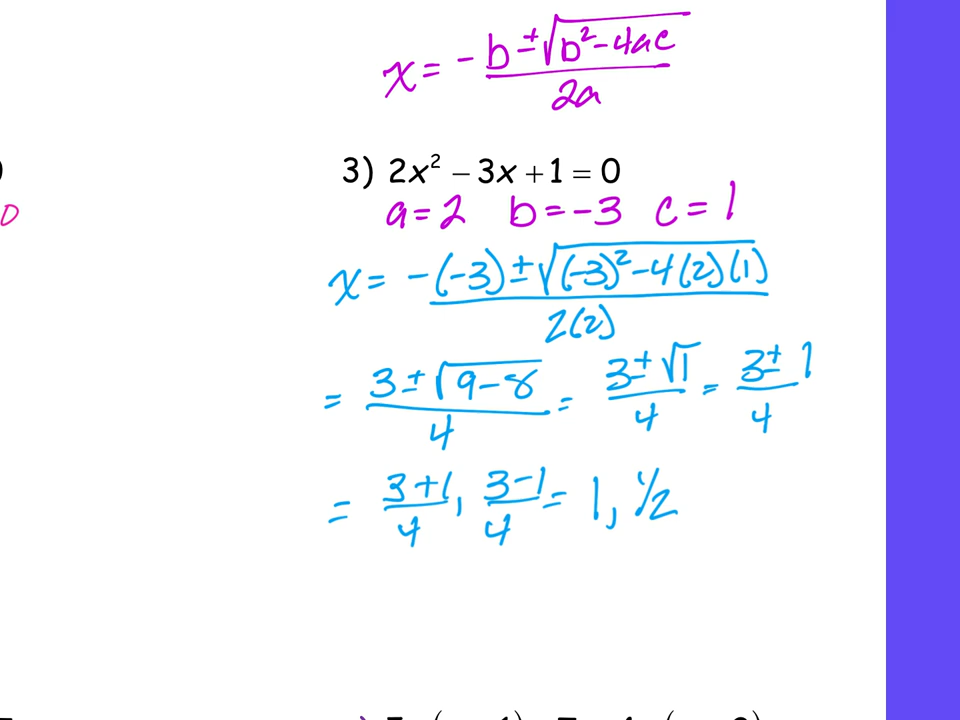 x = -b ± √b² - 4ac / 2a
3) 2x² − 3x + 1 = 0
0
a = 2 b = -3 c = 1
x = -(-3) ± √(-3)² - 4(2)(1) / 2(2)
= 3 ± √9 - 8 / 4 = 3 ± √1 / 4 = 3 ± 1 / 4
= 3 + 1 / 4, 3 - 1 / 4 = 1, 1/2